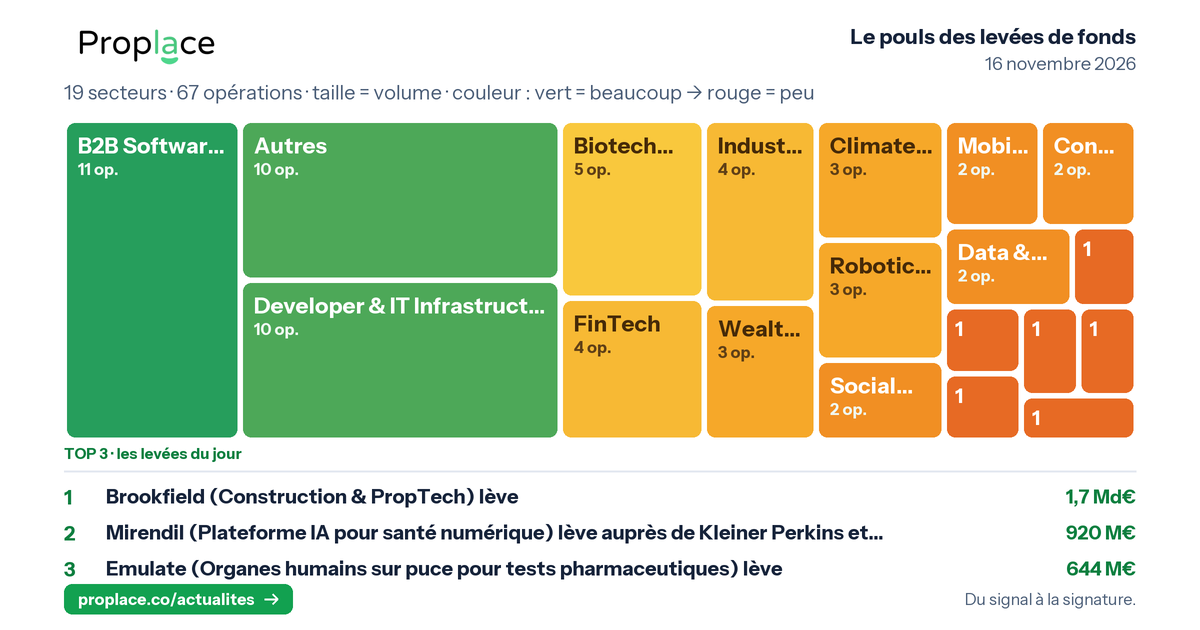 Proplace
Le pouls des levées de fonds
16 novembre 2026
19 secteurs · 67 opérations · taille = volume · couleur : vert = beaucoup → rouge = peu
B2B Softwar...
11 op.
Autres
10 op.
Developer & IT Infrastruct...
10 op.
Biotech...
5 op.
FinTech
4 op.
Indust...
4 op.
Wealt...
3 op.
Climate...
3 op.
Robotic...
3 op.
Social...
2 op.
Mobi...
2 op.
Con...
2 op.
Data &...
2 op.
1
1
1
1
1
1
TOP 3 · les levées du jour
1 Brookfield (Construction & PropTech) lève 1,7 Md€
2 Mirendil (Plateforme IA pour santé numérique) lève auprès de Kleiner Perkins et... 920 M€
3 Emulate (Organes humains sur puce pour tests pharmaceutiques) lève 644 M€
proplace.co/actualites →
Du signal à la signature.